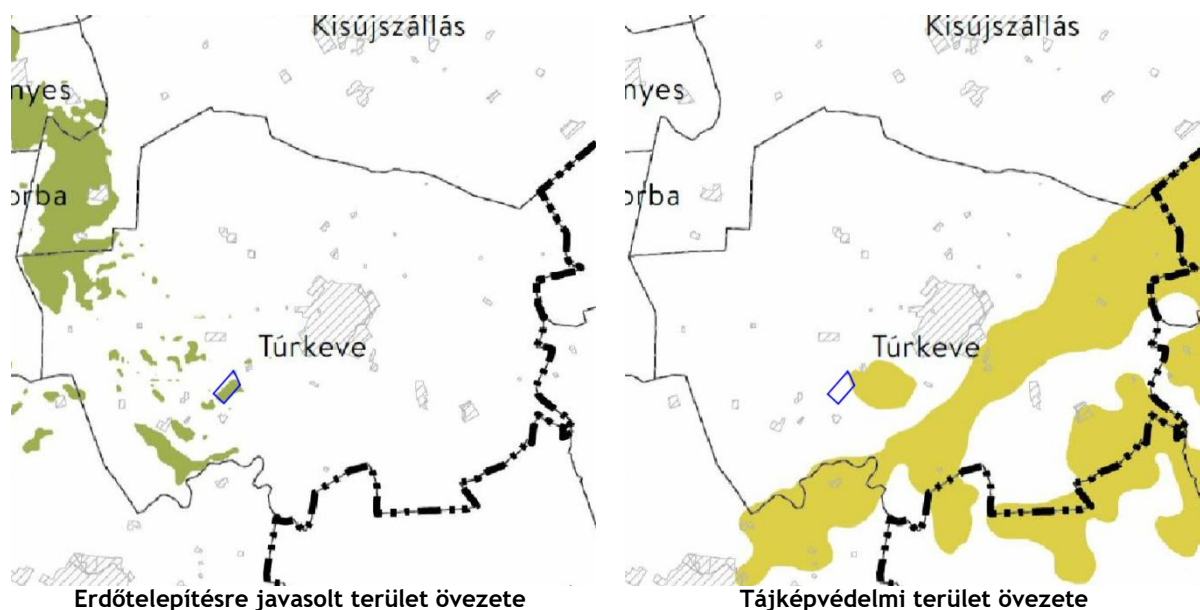 Kisújszállás
nyes
orba
Túrkeve
Erdőtelepítésre javasolt terület övezete
Kisújszállás
nyes
orba
Túrkeve
Tájképvédelmi terület övezete